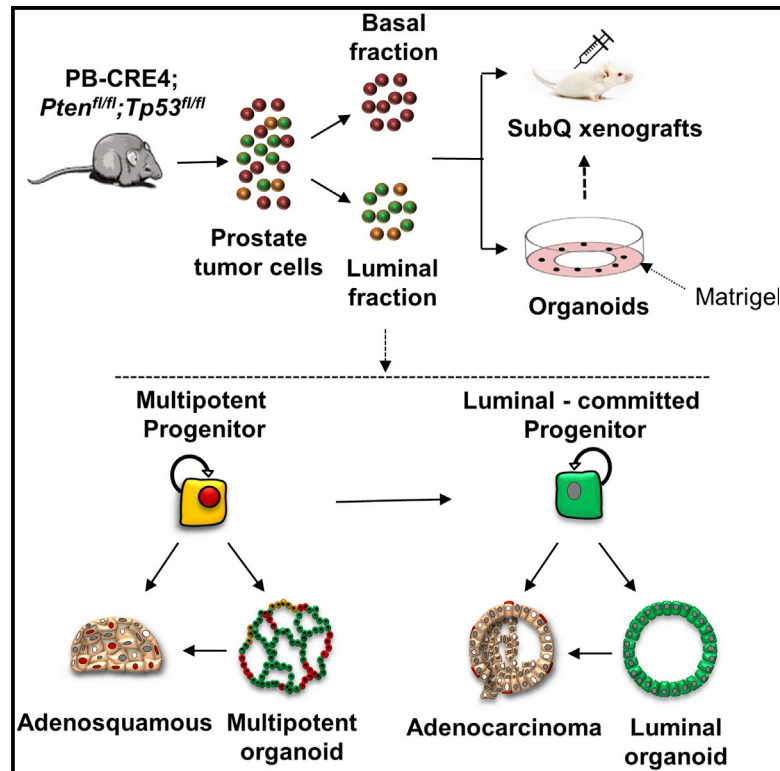 Basal
fraction
PB-CRE4;
Pten^fl/fl;Tp53^fl/fl
SubQ xenografts
Prostate
tumor cells
Luminal
fraction
Organoids
Matrigel
Multipotent
Progenitor
Luminal - committed
Progenitor
Adenosquamous
Multipotent
organoid
Adenocarcinoma
Luminal
organoid